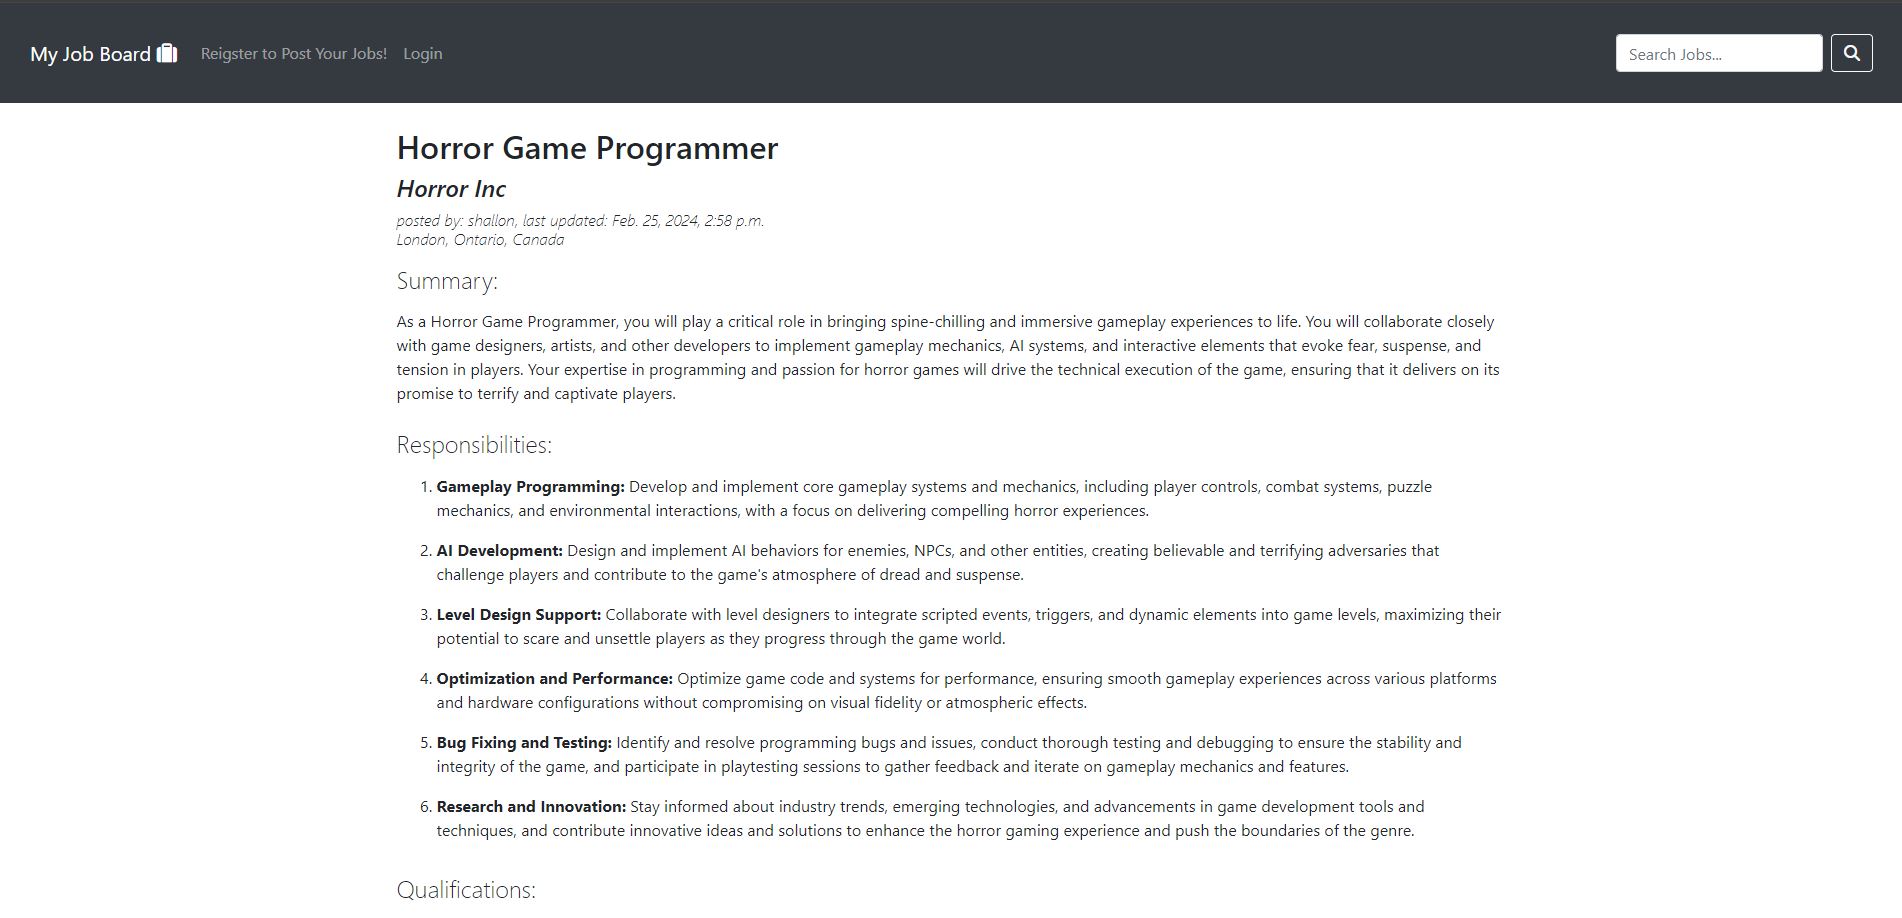 My Job Board
Reigster to Post Your Jobs!
Login
Search Jobs...
Horror Game Programmer
Horror Inc
posted by: shallon, last updated: Feb. 25, 2024, 2:58 p.m.
London, Ontario, Canada
Summary:
As a Horror Game Programmer, you will play a critical role in bringing spine-chilling and immersive gameplay experiences to life. You will collaborate closely
with game designers, artists, and other developers to implement gameplay mechanics, AI systems, and interactive elements that evoke fear, suspense, and
tension in players. Your expertise in programming and passion for horror games will drive the technical execution of the game, ensuring that it delivers on its
promise to terrify and captivate players.
Responsibilities:
1. Gameplay Programming: Develop and implement core gameplay systems and mechanics, including player controls, combat systems, puzzle
mechanics, and environmental interactions, with a focus on delivering compelling horror experiences.
2. AI Development: Design and implement AI behaviors for enemies, NPCs, and other entities, creating believable and terrifying adversaries that
challenge players and contribute to the game's atmosphere of dread and suspense.
3. Level Design Support: Collaborate with level designers to integrate scripted events, triggers, and dynamic elements into game levels, maximizing their
potential to scare and unsettle players as they progress through the game world.
4. Optimization and Performance: Optimize game code and systems for performance, ensuring smooth gameplay experiences across various platforms
and hardware configurations without compromising on visual fidelity or atmospheric effects.
5. Bug Fixing and Testing: Identify and resolve programming bugs and issues, conduct thorough testing and debugging to ensure the stability and
integrity of the game, and participate in playtesting sessions to gather feedback and iterate on gameplay mechanics and features.
6. Research and Innovation: Stay informed about industry trends, emerging technologies, and advancements in game development tools and
techniques, and contribute innovative ideas and solutions to enhance the horror gaming experience and push the boundaries of the genre.
Qualifications: